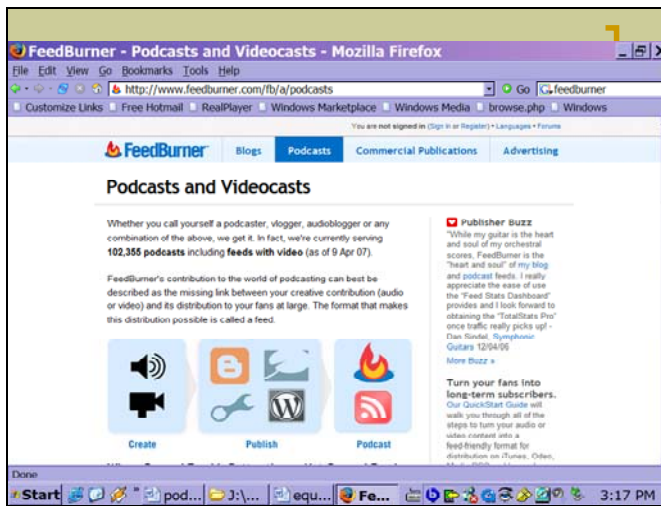 FeedBurner - Podcasts and Videocasts - Mozilla Firefox
File Edit View Go Bookmarks Tools Help
http://www.feedburner.com/fb/a/podcasts Go feedburner
Customize Links Free Hotmail RealPlayer Windows Marketplace Windows Media browse.php Windows
You are not signed in (Sign in or Register) • Languages • Forums
FeedBurner Blogs Podcasts Commercial Publications Advertising
Podcasts and Videocasts
Whether you call yourself a podcaster, vlogger, audioblogger or any
combination of the above, we get it. In fact, we're currently serving
102,355 podcasts including feeds with video (as of 9 Apr 07).
FeedBurner's contribution to the world of podcasting can best be
described as the missing link between your creative contribution (audio
or video) and its distribution to your fans at large. The format that makes
this distribution possible is called a feed.
Create Publish Podcast
Publisher Buzz
"While my guitar is the heart
and soul of my orchestral
scores, FeedBurner is the
"heart and soul" of my blog
and podcast feeds. I really
appreciate the ease of use
the "Feed Stats Dashboard"
provides and I look forward to
obtaining the "TotalStats Pro"
once traffic really picks up! -
Dan Sindel, Symphonic
Guitars 12/04/06
More Buzz »
Turn your fans into
long-term subscribers.
Our QuickStart Guide will
walk you through all of the
steps to turn your audio or
video content into a
feed-friendly format for
distribution on iTunes, Odeo,
Done
Start pod... J:\... equ... Fe... 3:17 PM